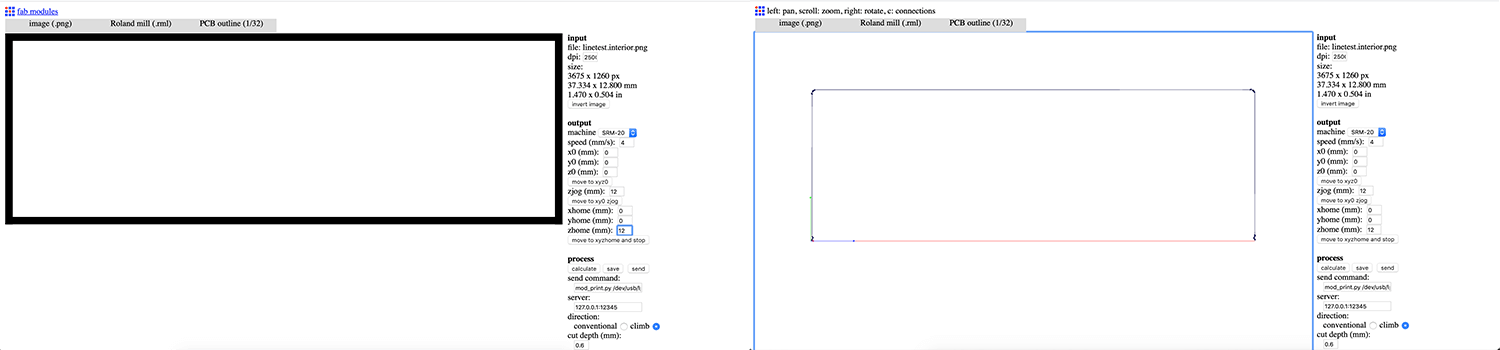 fab modules
image (.png) Roland mill (.rml) PCB outline (1/32)
input
file: linetest.interior.png
dpi: 250
size:
3675 x 1260 px
37.334 x 12.800 mm
1.470 x 0.504 in
invert image
output
machine SRM-20
speed (mm/s): 4
x0 (mm): 0
y0 (mm): 0
z0 (mm): 0
move to xyz0
zjog (mm): 12
move to xy0 zjog
xhome (mm): 0
yhome (mm): 0
zhome (mm): 12
move to xyzhome and stop
process
calculate save send
send command:
mod_print.py /dev/usb/
server:
127.0.0.1:12345
direction:
conventional climb
cut depth (mm):
0.6
left: pan, scroll: zoom, right: rotate, c: connections
image (.png) Roland mill (.rml) PCB outline (1/32)
input
file: linetest.interior.png
dpi: 250
size:
3675 x 1260 px
37.334 x 12.800 mm
1.470 x 0.504 in
invert image
output
machine SRM-20
speed (mm/s): 4
x0 (mm): 0
y0 (mm): 0
z0 (mm): 0
move to xyz0
zjog (mm): 12
move to xy0 zjog
xhome (mm): 0
yhome (mm): 0
zhome (mm): 12
move to xyzhome and stop
process
calculate save send
send command:
mod_print.py /dev/usb/
server:
127.0.0.1:12345
direction:
conventional climb
cut depth (mm):
0.6